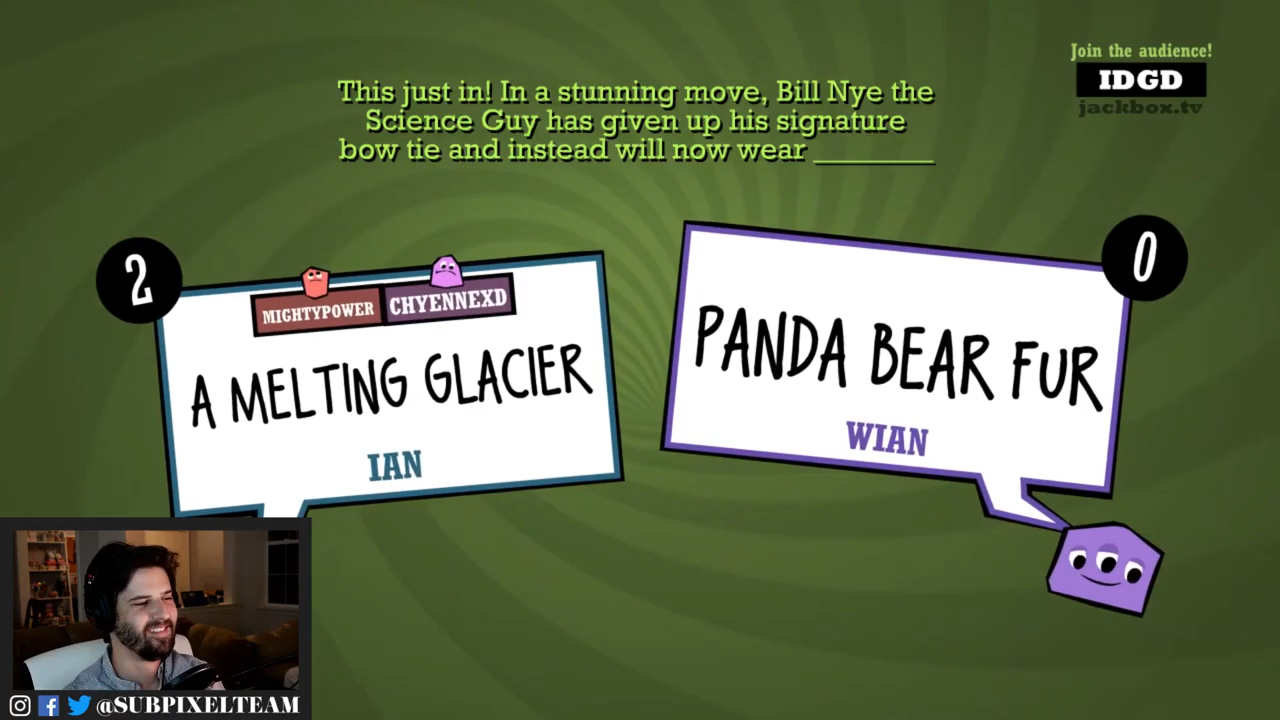 Join the audience!
IDGD
jackbox.tv
This just in! In a stunning move, Bill Nye the
Science Guy has given up his signature
bow tie and instead will now wear ________
2
0
MIGHTYPOWER
CHYENNEXD
A MELTING GLACIER
IAN
PANDA BEAR FUR
WIAN
@SUBPIXELTEAM